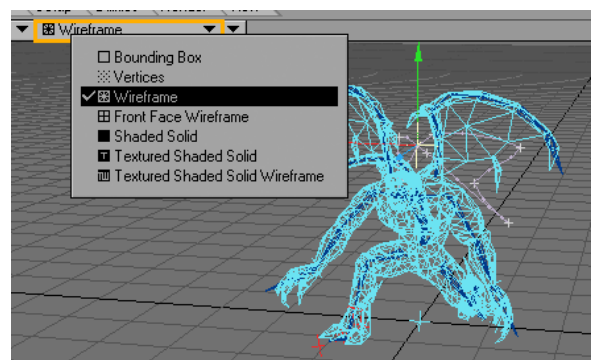 Wireframe
Bounding Box
Vertices
Wireframe
Front Face Wireframe
Shaded Solid
Textured Shaded Solid
Textured Shaded Solid Wireframe